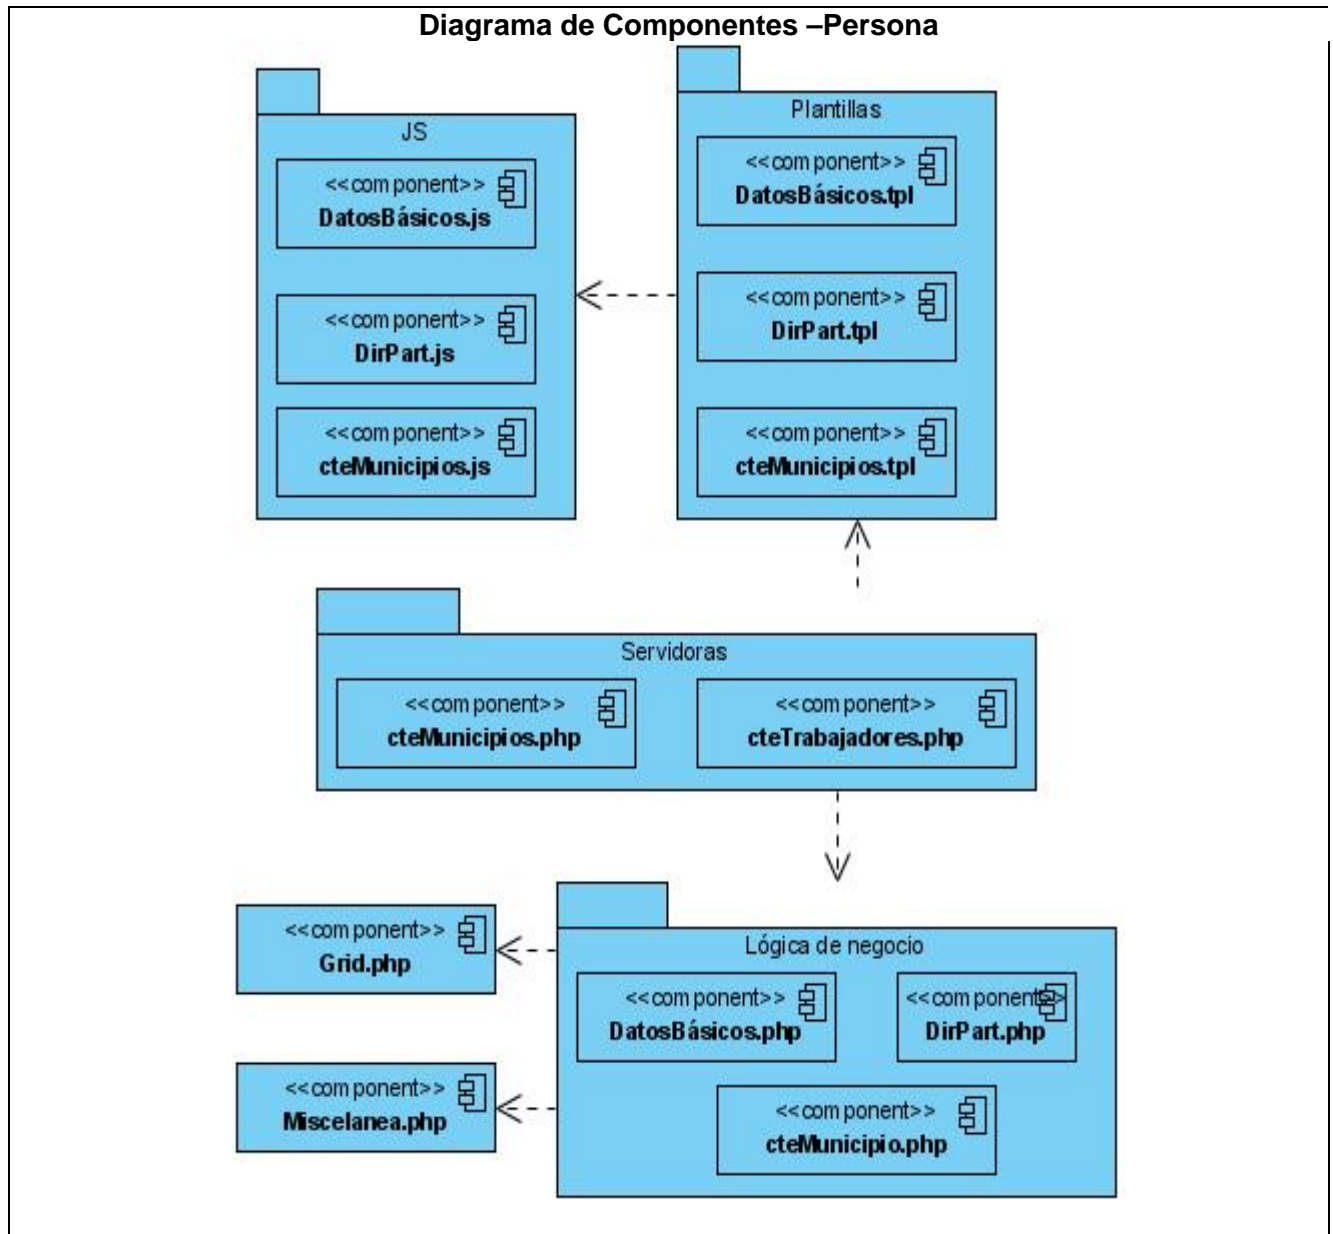 Diagrama de Componentes –Persona
JS
<<component>>
DatosBásicos.js
<<component>>
DirPart.js
<<component>>
cteMunicipios.js
Plantillas
<<component>>
DatosBásicos.tpl
<<component>>
DirPart.tpl
<<component>>
cteMunicipios.tpl
Servidoras
<<component>>
cteMunicipios.php
<<component>>
cteTrabajadores.php
<<component>>
Grid.php
<<component>>
Miscelanea.php
Lógica de negocio
<<component>>
DatosBásicos.php
<<component>>
DirPart.php
<<component>>
cteMunicipio.php